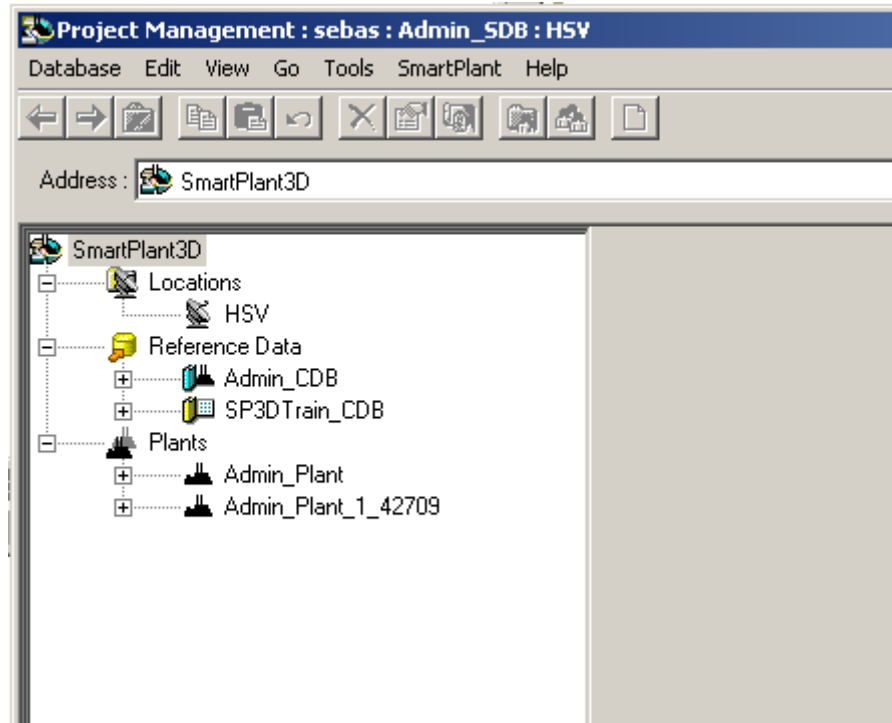 Project Management : sebas : Admin_SDB : HSV
Database Edit View Go Tools SmartPlant Help
Address : SmartPlant3D
SmartPlant3D
Locations
HSV
Reference Data
Admin_CDB
SP3DTrain_CDB
Plants
Admin_Plant
Admin_Plant_1_42709